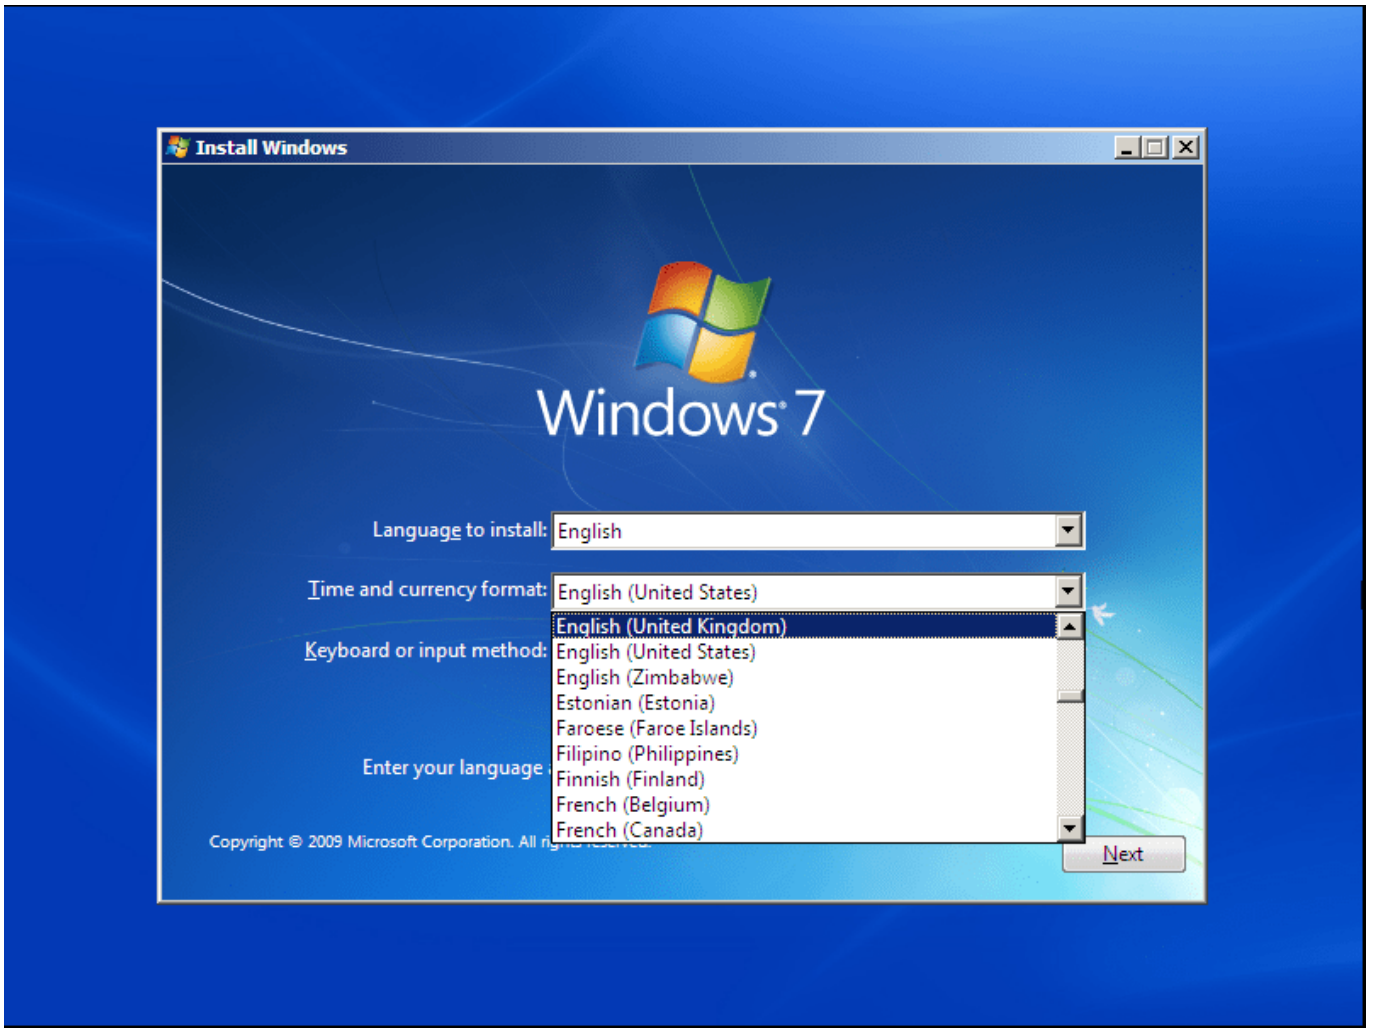 Install Windows
Windows® 7
Language to install: English
Time and currency format: English (United States)
English (United Kingdom)
Keyboard or input method: English (United States)
English (Zimbabwe)
Estonian (Estonia)
Faroese (Faroe Islands)
Filipino (Philippines)
Enter your language Finnish (Finland)
French (Belgium)
French (Canada)
Copyright © 2009 Microsoft Corporation. All rights reserved.
Next